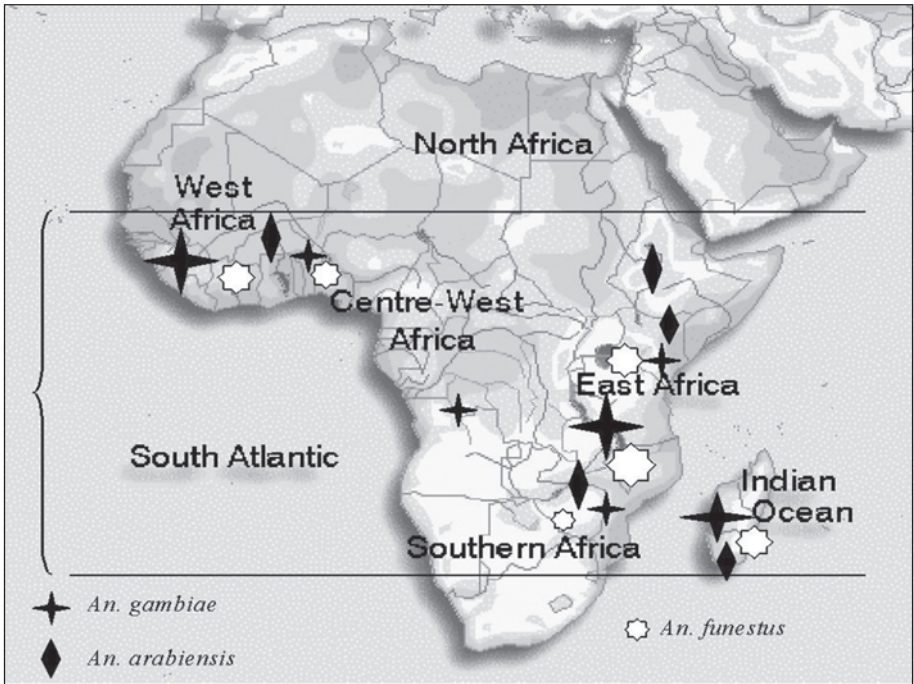 North Africa
West
Africa
Centre-West
Africa
East Africa
South Atlantic
Indian
Ocean
Southern Africa
An. gambiae
An. funestus
An. arabiensis